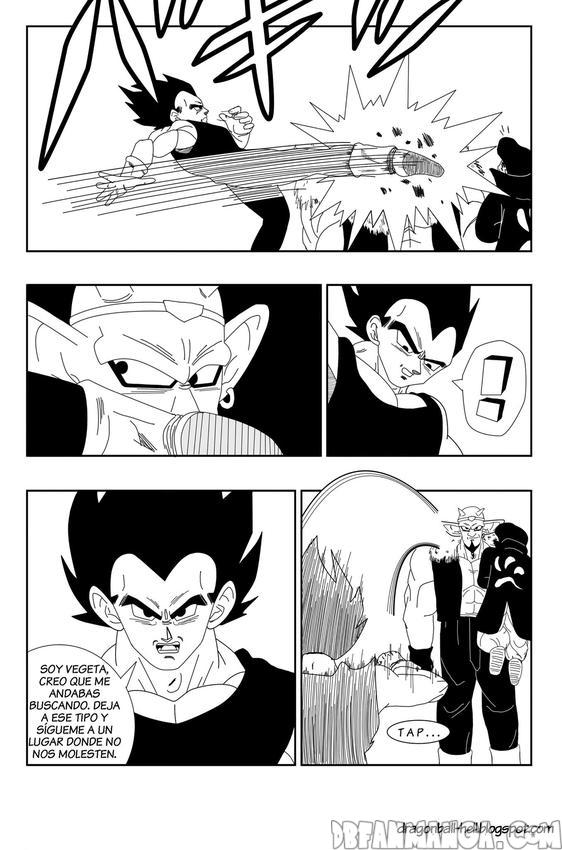 !
SOY VEGETA,
CREO QUE ME
ANDABAS
BUSCANDO. DEJA
A ESE TIPO Y
SÍGUEME A UN
LUGAR DONDE NO
NOS MOLESTEN.
TAP...
dragonball-hell.blogspot.com
DBFANMANGA.COM